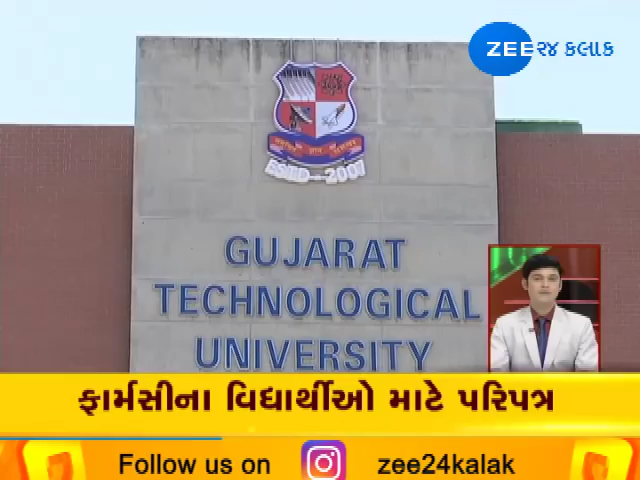 ZEE ૨૪ કલાક
ESTD-2007
GUJARAT
TECHNOLOGICAL
UNIVERSITY
ફાર્મસીના વિદ્યાર્થીઓ માટે પરિપત્ર
Follow us on
zee24kalak